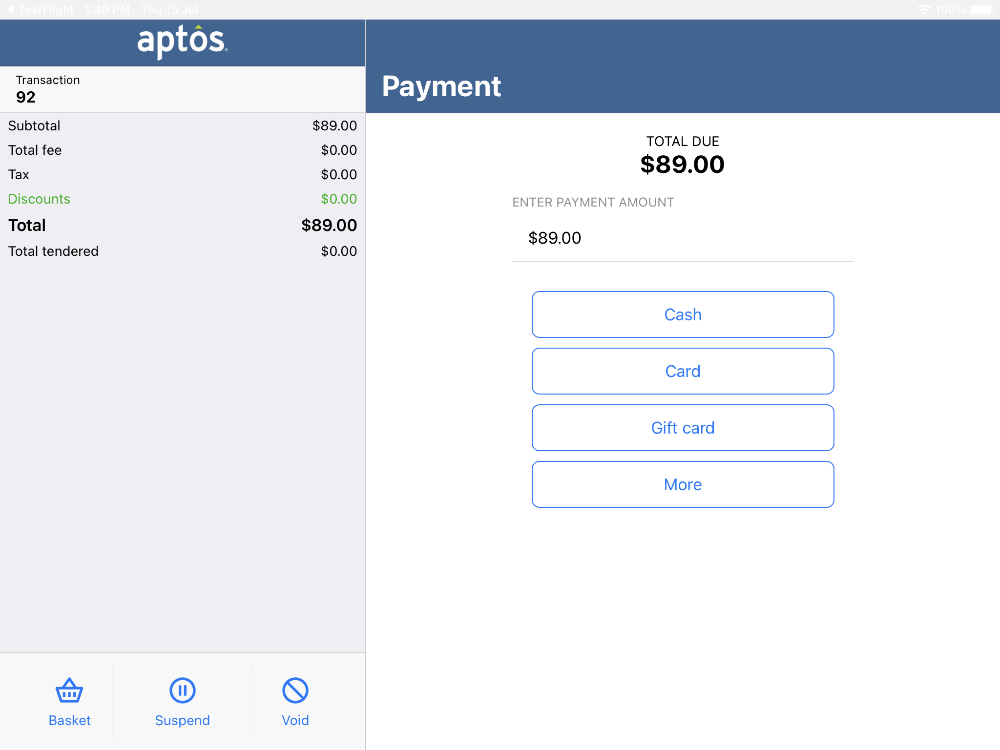 ◀ TestFlight 1:49 PM Thu 13 Jul 100%
aptos®
Transaction
92
Subtotal $89.00
Total fee $0.00
Tax $0.00
Discounts $0.00
Total $89.00
Total tendered $0.00
Basket
Suspend
Void
Payment
TOTAL DUE
$89.00
ENTER PAYMENT AMOUNT
$89.00
Cash
Card
Gift card
More